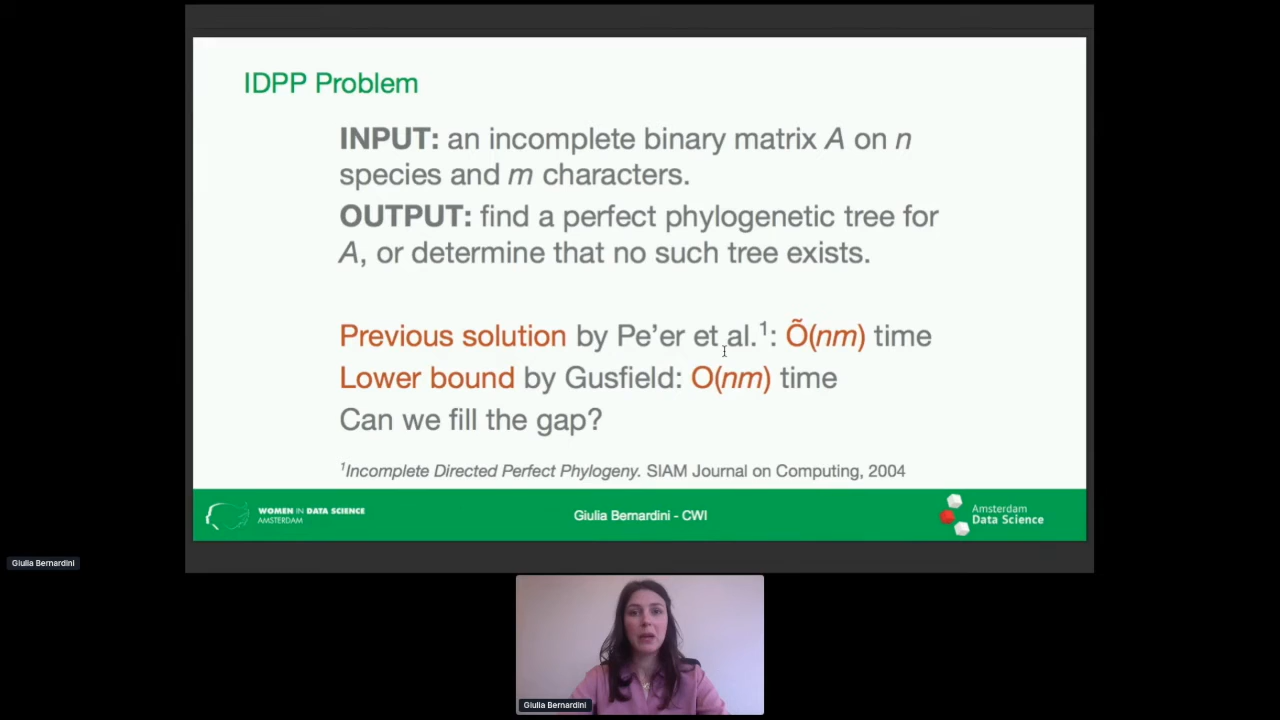 IDPP Problem
INPUT: an incomplete binary matrix A on n
species and m characters.
OUTPUT: find a perfect phylogenetic tree for
A, or determine that no such tree exists.
Previous solution by Pe'er et al.¹: Õ(nm) time
Lower bound by Gusfield: O(nm) time
Can we fill the gap?
¹Incomplete Directed Perfect Phylogeny. SIAM Journal on Computing, 2004
WOMEN IN DATA SCIENCE
AMSTERDAM
Giulia Bernardini - CWI
Amsterdam
Data Science
Giulia Bernardini
Giulia Bernardini